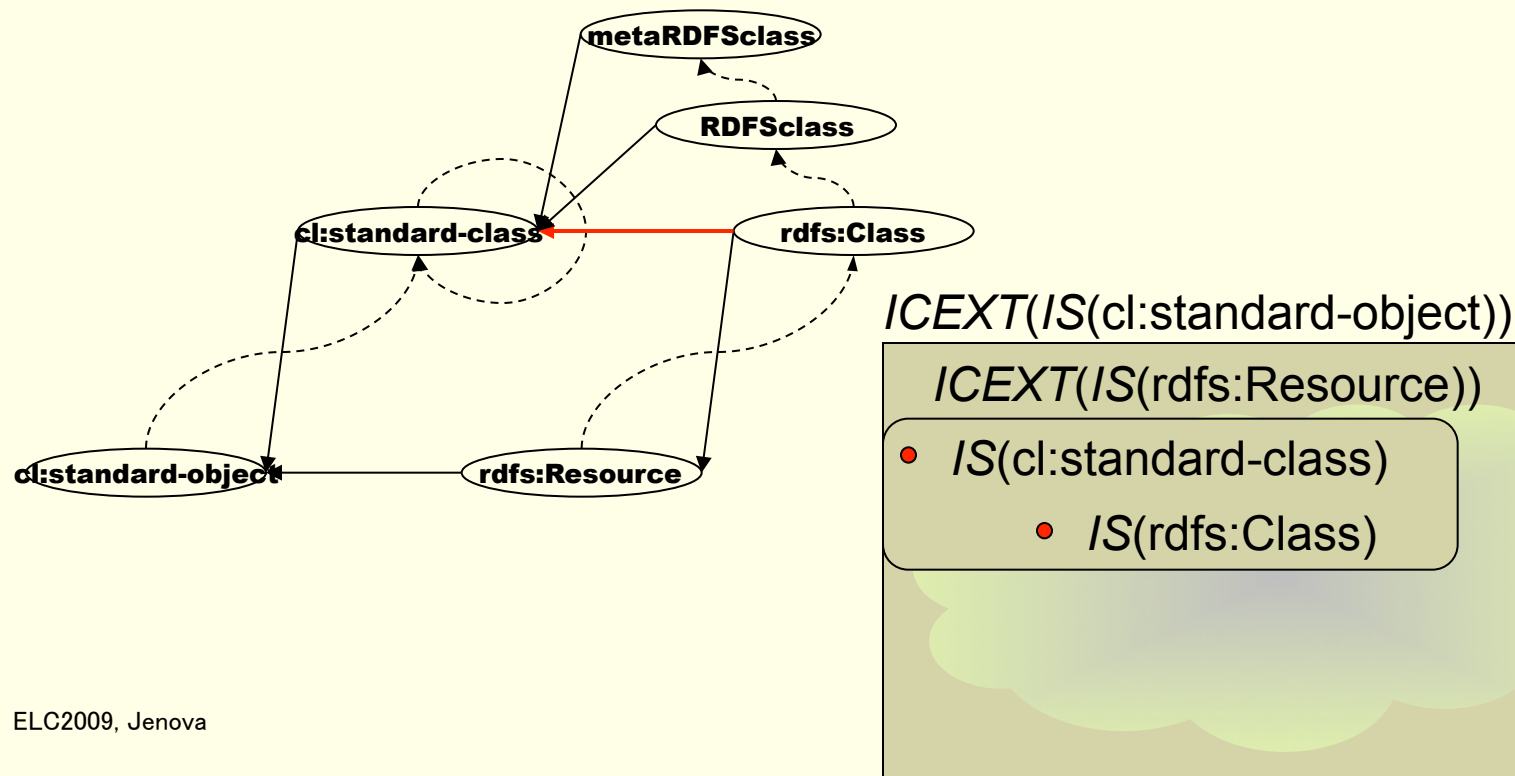 metaRDFSclass
RDFSclass
cl:standard-class
rdfs:Class
cl:standard-object
rdfs:Resource
ICEXT(IS(cl:standard-object))
ICEXT(IS(rdfs:Resource))
IS(cl:standard-class)
IS(rdfs:Class)
ELC2009, Jenova